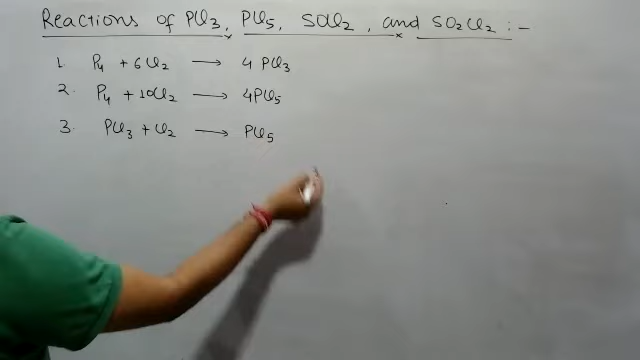 Reactions of PCl3, PCl5, SOCl2, and SO2Cl2 :-
1. P4 + 6Cl2 → 4 PCl3
2. P4 + 10Cl2 → 4PCl5
3. PCl3 + Cl2 → PCl5